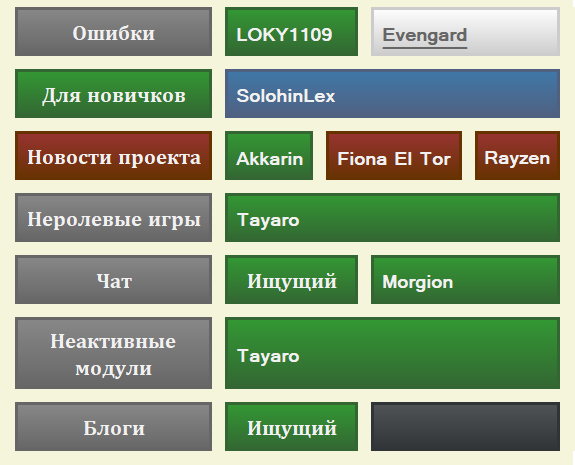 Ошибки LOKY1109 Evengard
Для новичков SolohinLex
Новости проекта Akkarin Fiona El Tor Rayzen
Неролевые игры Tayaro
Чат Ищущий Morgion
Неактивные
модули
Tayaro
Блоги Ищущий